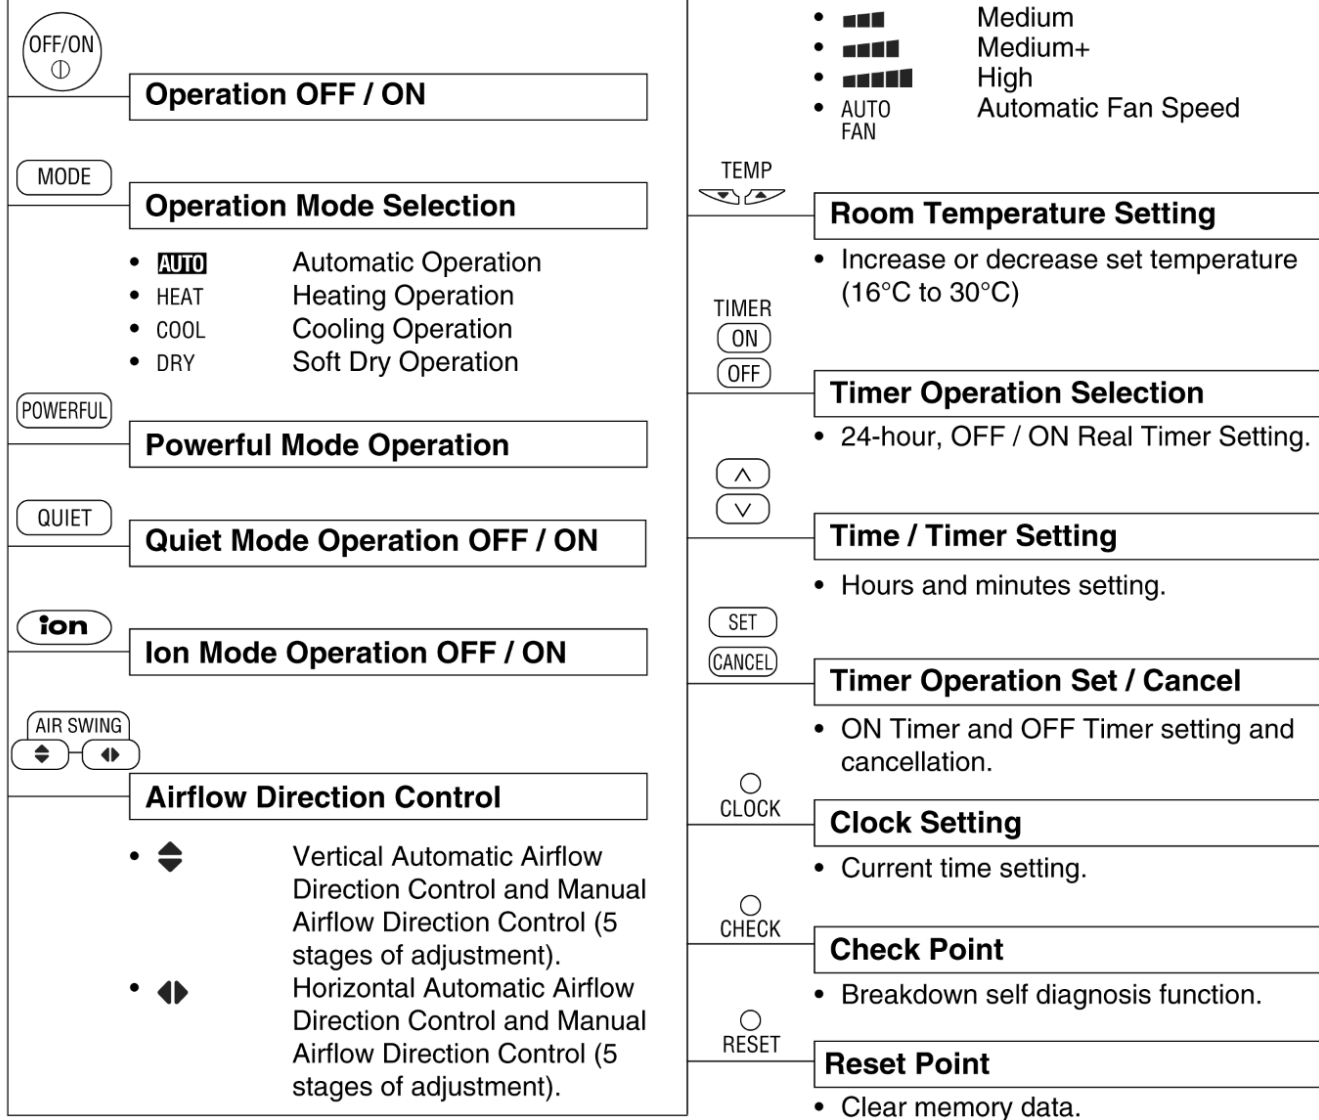 OFF/ON
Operation OFF / ON
MODE
Operation Mode Selection
• AUTO Automatic Operation
• HEAT Heating Operation
• COOL Cooling Operation
• DRY Soft Dry Operation
POWERFUL
Powerful Mode Operation
QUIET
Quiet Mode Operation OFF / ON
ion
Ion Mode Operation OFF / ON
AIR SWING
Airflow Direction Control
• Vertical Automatic Airflow
Direction Control and Manual
Airflow Direction Control (5
stages of adjustment).
• Horizontal Automatic Airflow
Direction Control and Manual
Airflow Direction Control (5
stages of adjustment).
• Medium
• Medium+
• High
• AUTO Automatic Fan Speed
FAN
TEMP
Room Temperature Setting
• Increase or decrease set temperature
(16°C to 30°C)
TIMER
ON
OFF
Timer Operation Selection
• 24-hour, OFF / ON Real Timer Setting.
Time / Timer Setting
• Hours and minutes setting.
SET
CANCEL
Timer Operation Set / Cancel
• ON Timer and OFF Timer setting and
cancellation.
CLOCK
Clock Setting
• Current time setting.
CHECK
Check Point
• Breakdown self diagnosis function.
RESET
Reset Point
• Clear memory data.